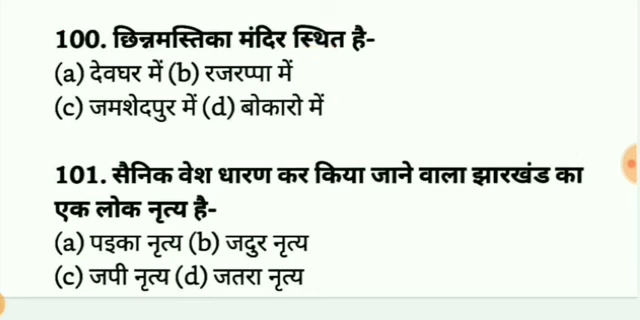 100. छिन्नमस्तिका मंदिर स्थित है-
(a) देवघर में (b) रजरप्पा में
(c) जमशेदपुर में (d) बोकारो में
101. सैनिक वेश धारण कर किया जाने वाला झारखंड का
एक लोक नृत्य है-
(a) पइका नृत्य (b) जदुर नृत्य
(c) जपी नृत्य (d) जतरा नृत्य